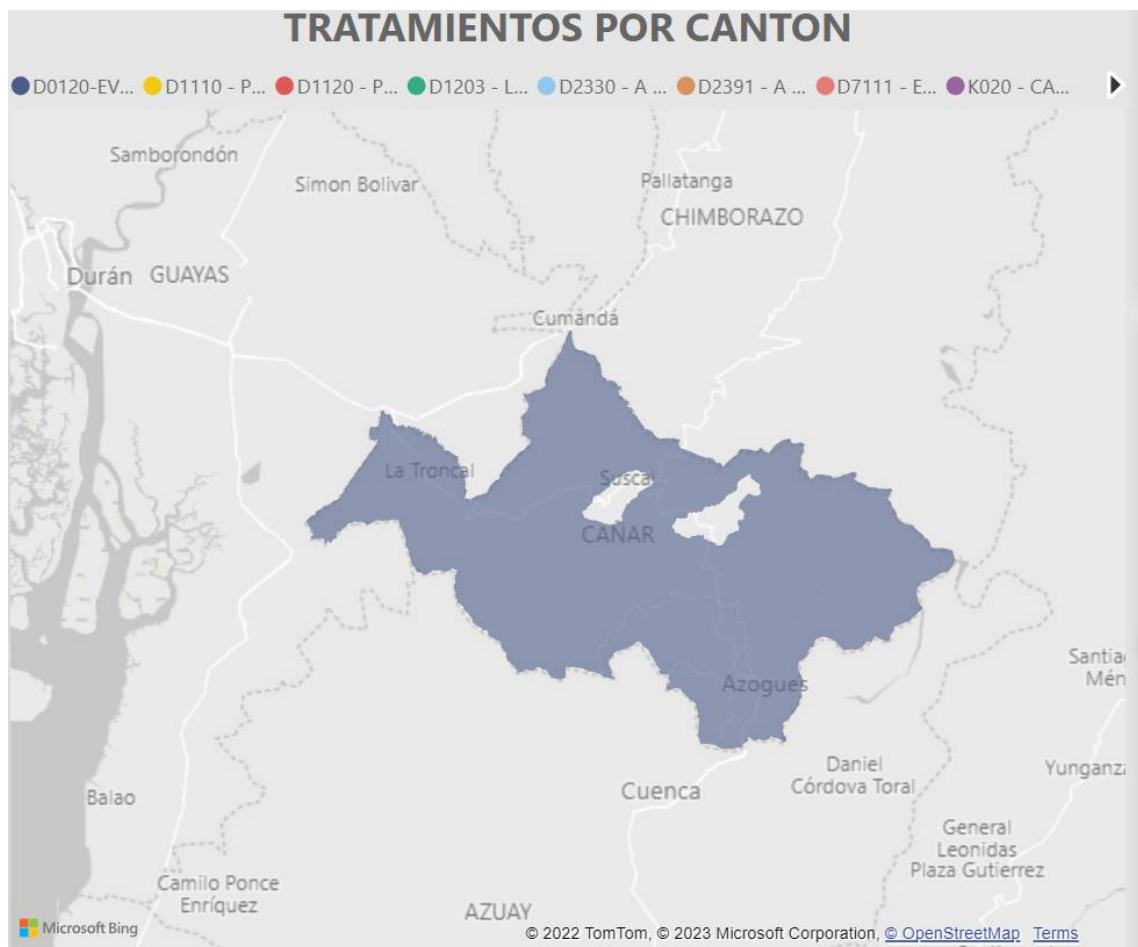 TRATAMIENTOS POR CANTON
D0120-EV... D1110 - P... D1120 - P... D1203 - L... D2330 - A ... D2391 - A ... D7111 - E... K020 - CA...
Samborondón
Simon Bolivar
Pallatanga
CHIMBORAZO
Durán GUAYAS
Cumandá
La Troncal
Suscal
CAÑAR
Santia
Mén
Azogues
Daniel
Córdova Toral
Yunganza
Cuenca
Balao
General
Leonidas
Plaza Gutierrez
Camilo Ponce
Enríquez
AZUAY
Microsoft Bing
© 2022 TomTom, © 2023 Microsoft Corporation, © OpenStreetMap Terms